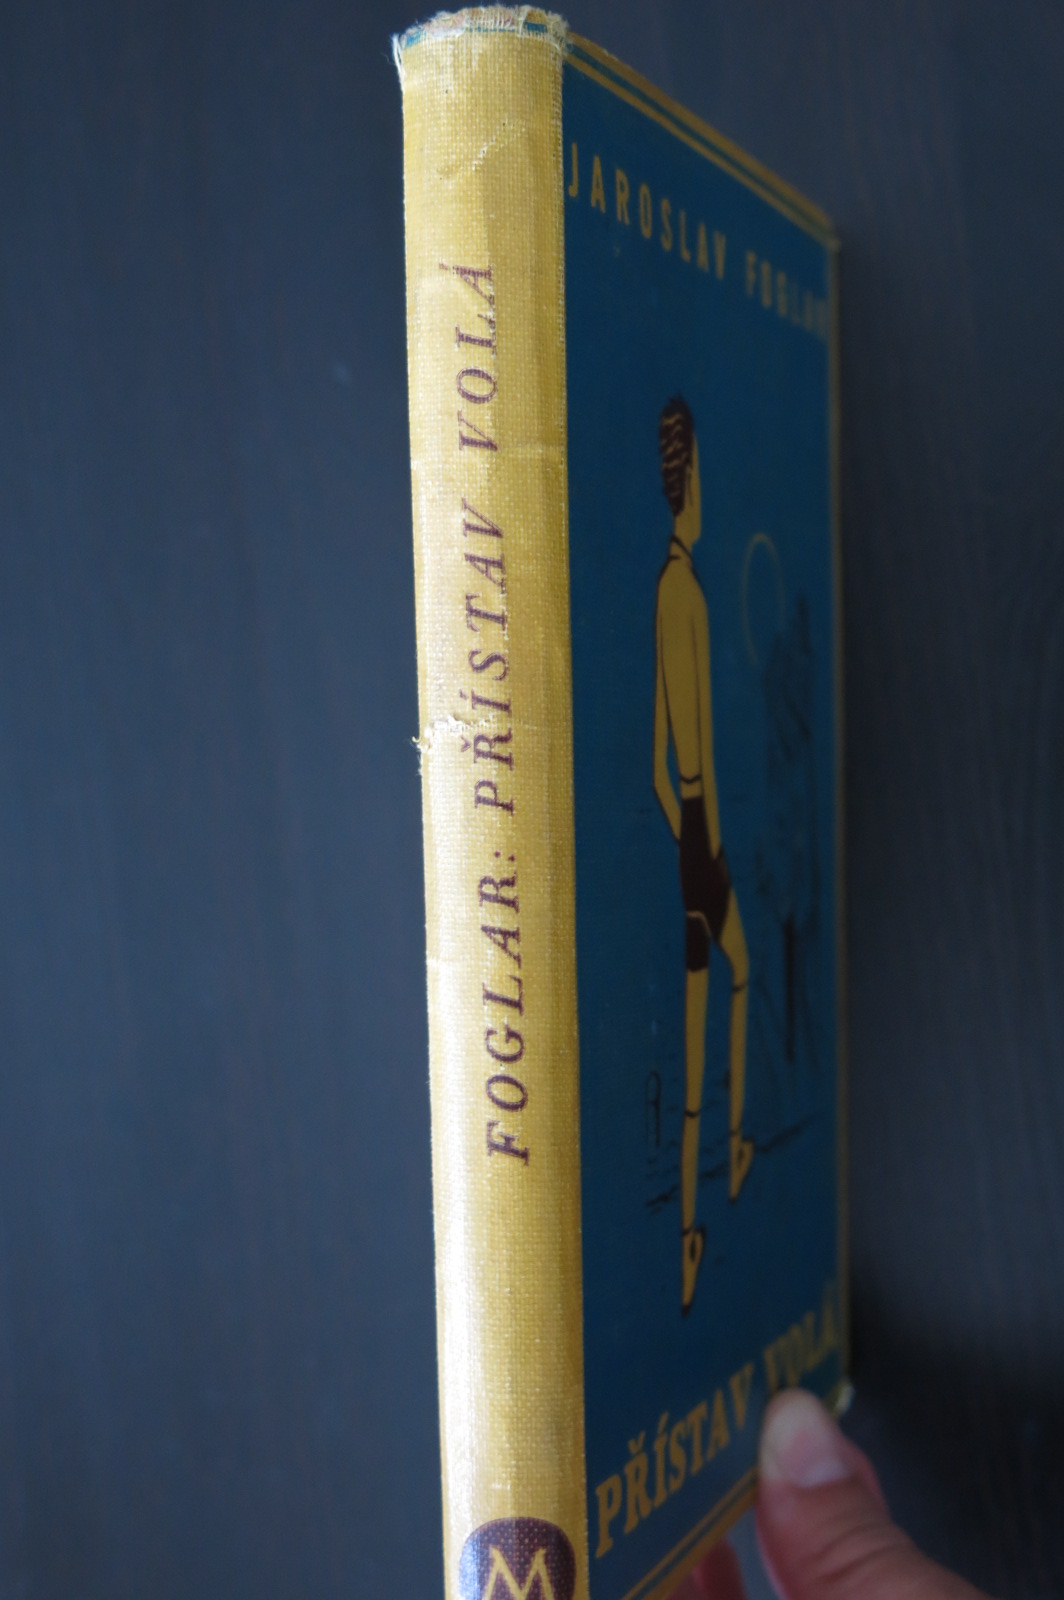 FOGLAR: PŘÍSTAV VOLÁ
JAROSLAV FOGLAR
PŘÍSTAV VOLÁ
M